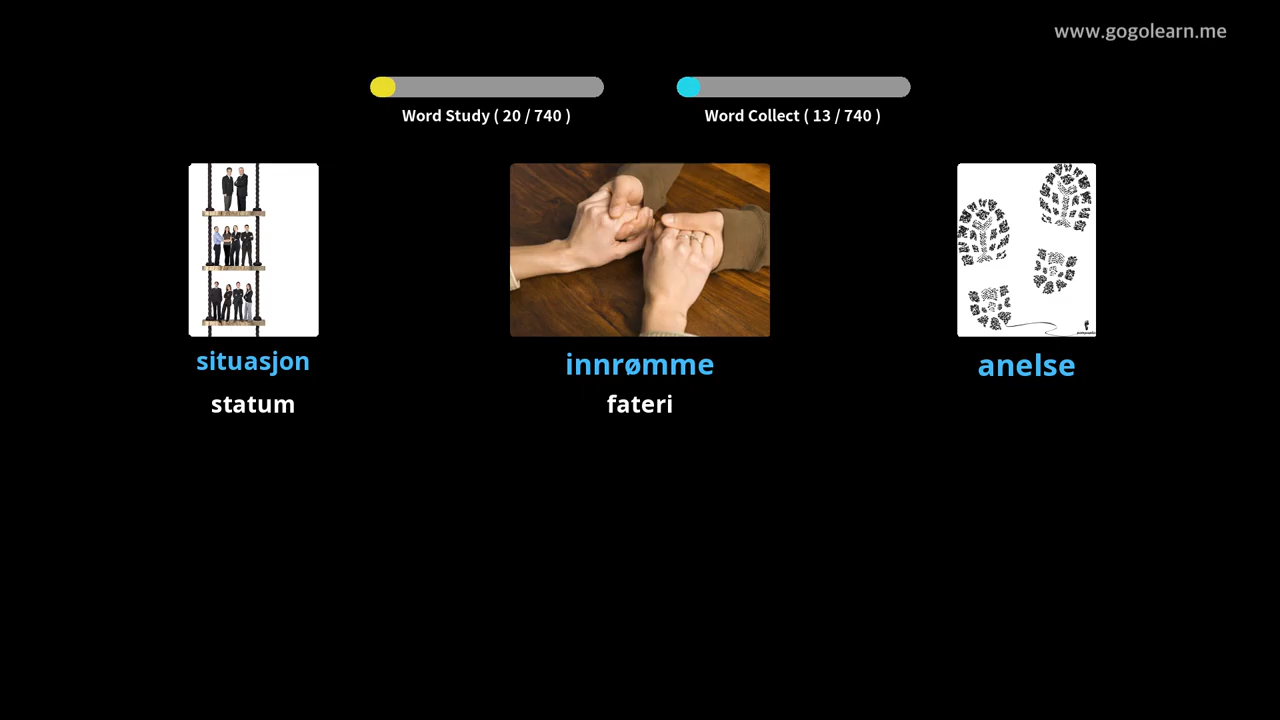 www.gogolearn.me
Word Study ( 20 / 740 )
Word Collect ( 13 / 740 )
situasjon
innrømme
anelse
statum
fateri